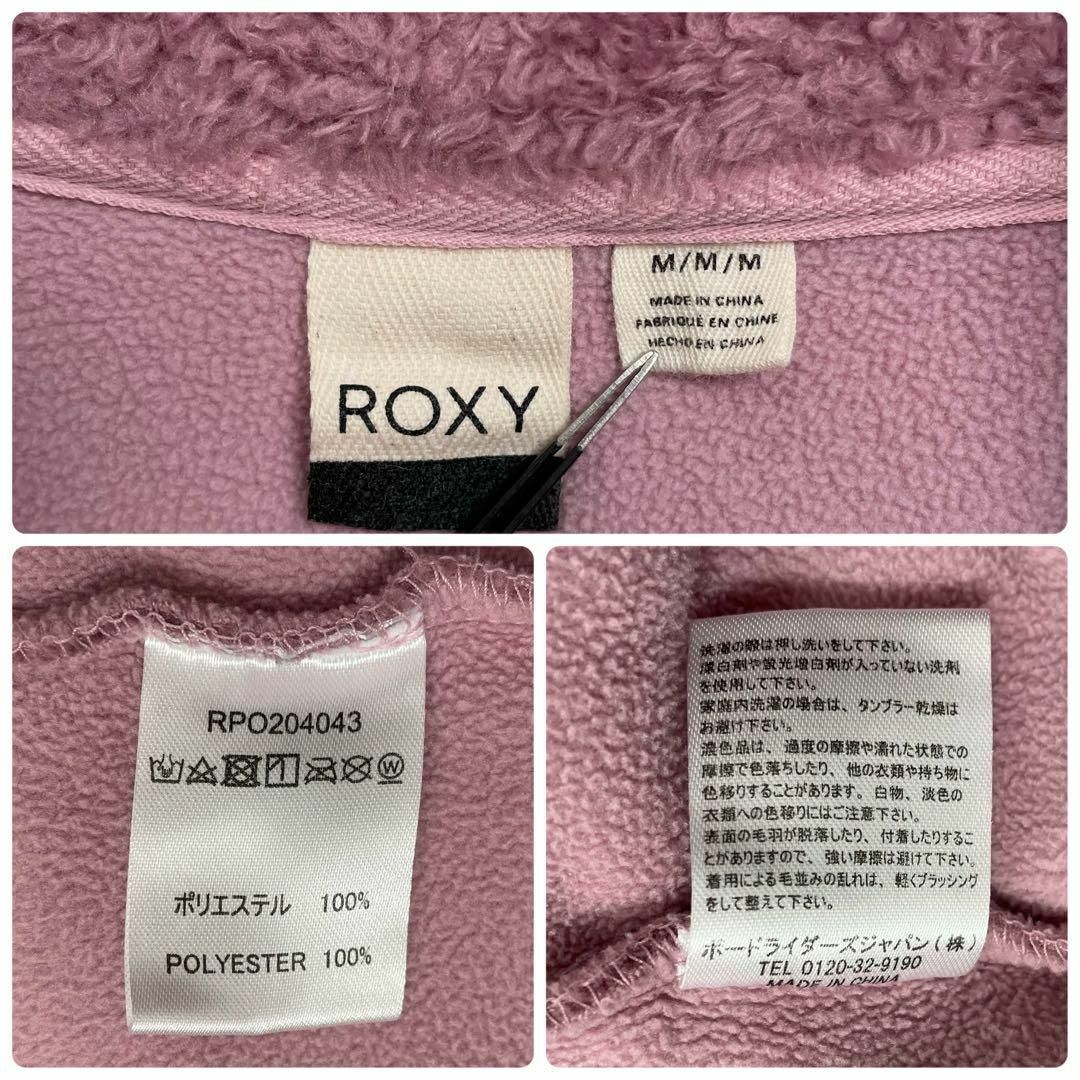 ROXY
M/M/M
MADE IN CHINA
FABRIQUÉ EN CHINE
HECHO EN CHINA
RPO204043
W
ポリエステル 100%
POLYESTER 100%
洗濯の際は押し洗いをして下さい。
漂白剤や蛍光増白剤が入っていない洗剤
を使用して下さい。
家庭内洗濯の場合は、タンブラー乾燥は
お避け下さい。
濃色品は、過度の摩擦や濡れた状態での
摩擦で色落ちしたり、他の衣類や持ち物に
色移りすることがあります。白物、淡色の
衣類への色移りにはご注意下さい。
表面の毛羽が脱落したり、付着したりするこ
とがありますので、強い摩擦は避けて下さい。
着用による毛並みの乱れは、軽くブラッシング
をして整えて下さい。
ボードライダーズジャパン(株)
TEL 0120-32-9190
MADE IN CHINA